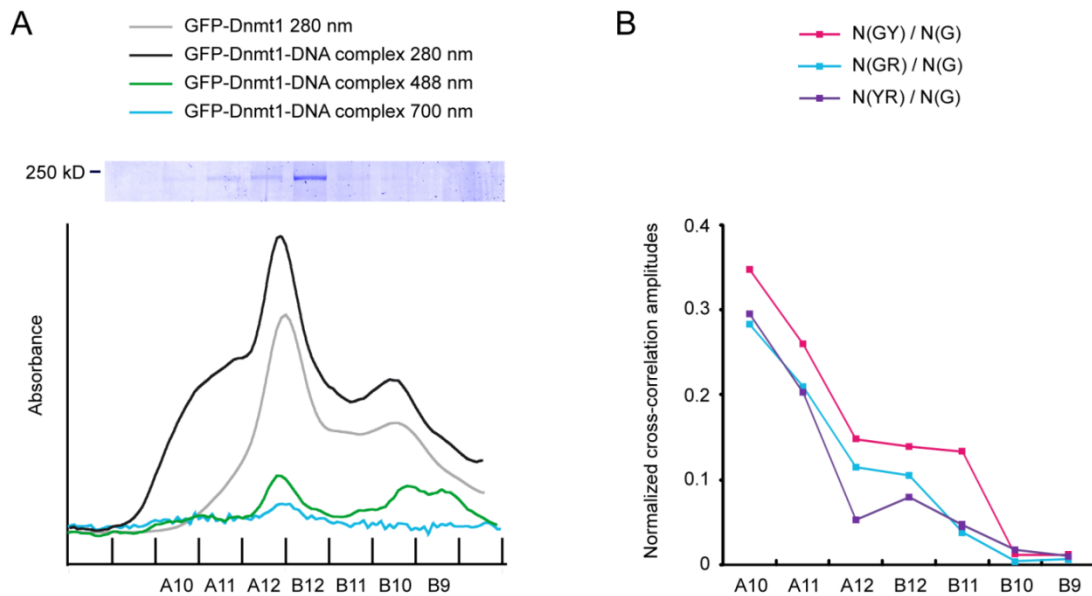 A
GFP-Dnmt1 280 nm
GFP-Dnmt1-DNA complex 280 nm
GFP-Dnmt1-DNA complex 488 nm
GFP-Dnmt1-DNA complex 700 nm
250 kD
Absorbance
A10 A11 A12 B12 B11 B10 B9
B
N(GY) / N(G)
N(GR) / N(G)
N(YR) / N(G)
Normalized cross-correlation amplitudes
0.4
0.3
0.2
0.1
0
A10 A11 A12 B12 B11 B10 B9